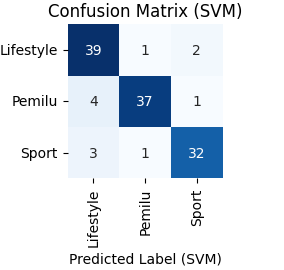 Confusion Matrix (SVM)
Lifestyle 39 1 2
Pemilu 4 37 1
Sport 3 1 32
Lifestyle Pemilu Sport
Predicted Label (SVM)